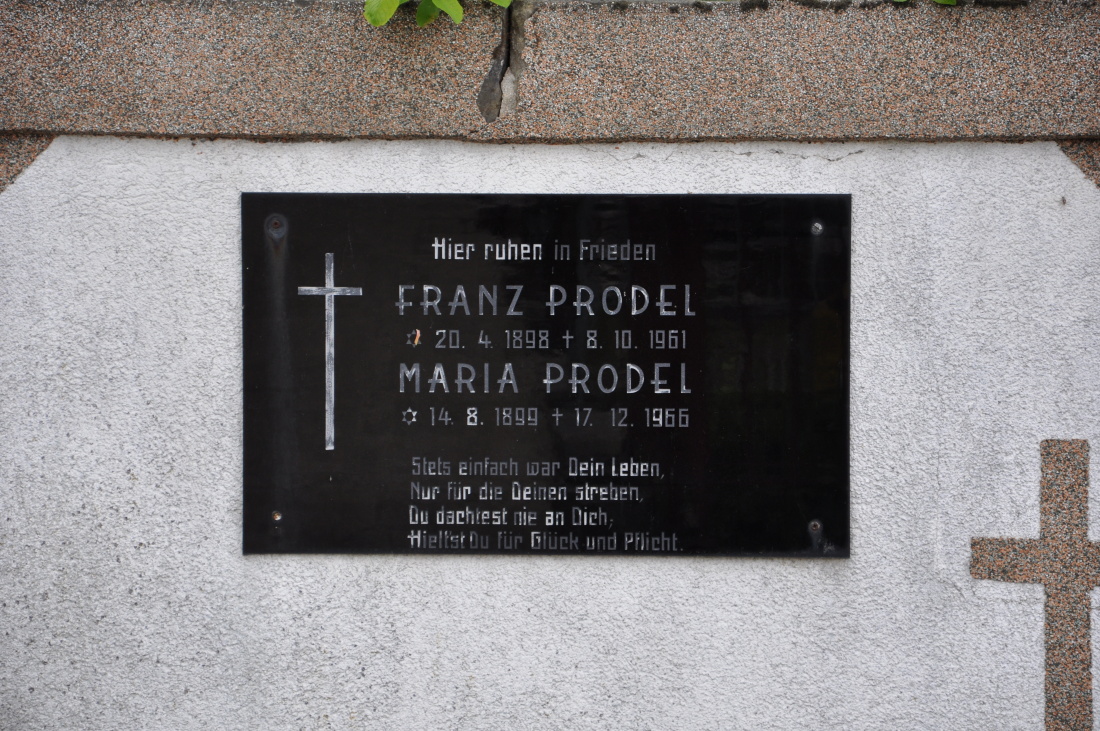 Hier ruhen in Frieden
FRANZ PRODEL
✡ 20. 4. 1898 † 8. 10. 1961
MARIA PRODEL
✡ 14. 8. 1899 † 17. 12. 1966
Stets einfach war Dein Leben,
Nur für die Deinen streben,
Du dachtest nie an Dich,
Hielfst Du für Glück und Pflicht.